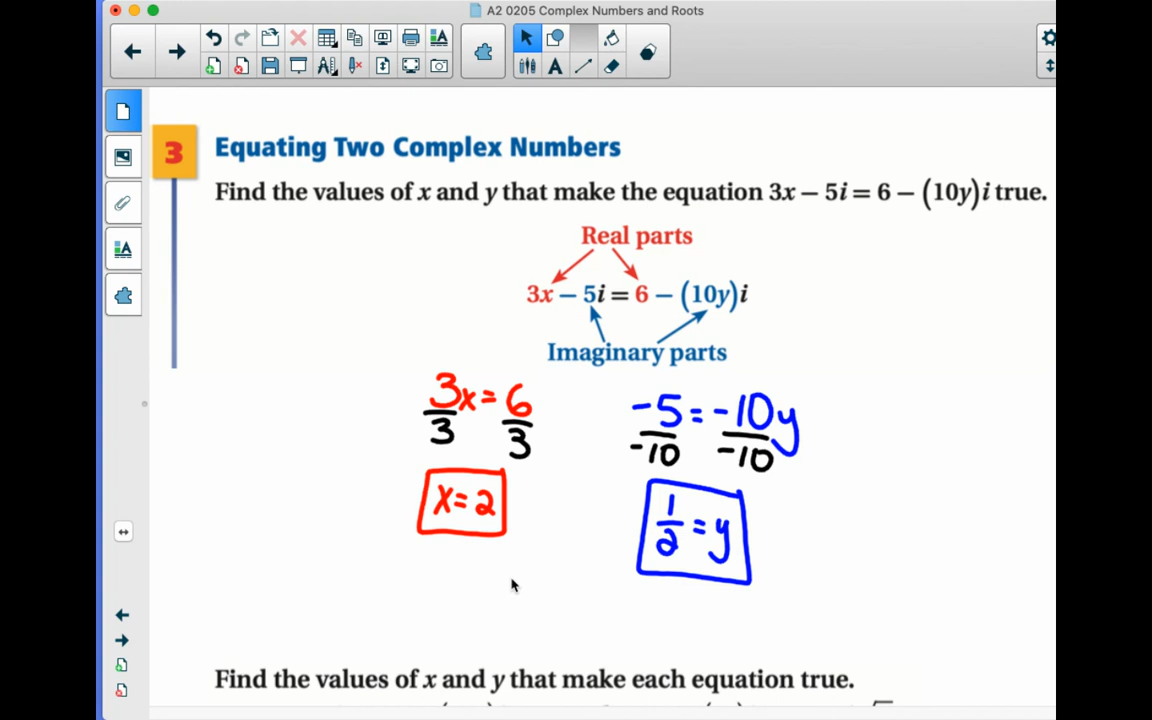 A2 0205 Complex Numbers and Roots
3 Equating Two Complex Numbers
Find the values of x and y that make the equation 3x − 5i = 6 − (10y)i true.
Real parts
3x − 5i = 6 − (10y)i
Imaginary parts
3x = 6
3 3
x = 2
-5 = -10y
-10 -10
1/2 = y
Find the values of x and y that make each equation true.